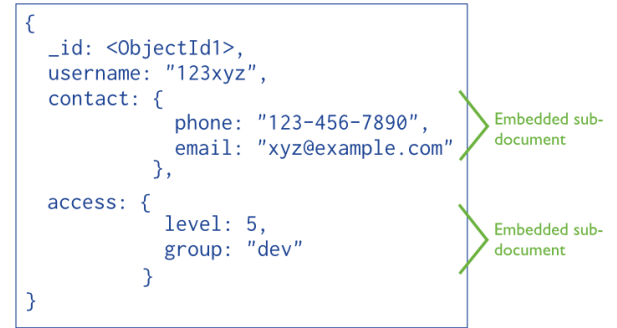 {
_id: <ObjectId1>,
username: "123xyz",
contact: {
phone: "123-456-7890",
email: "xyz@example.com"
},
access: {
level: 5,
group: "dev"
}
}
Embedded sub-
document
Embedded sub-
document